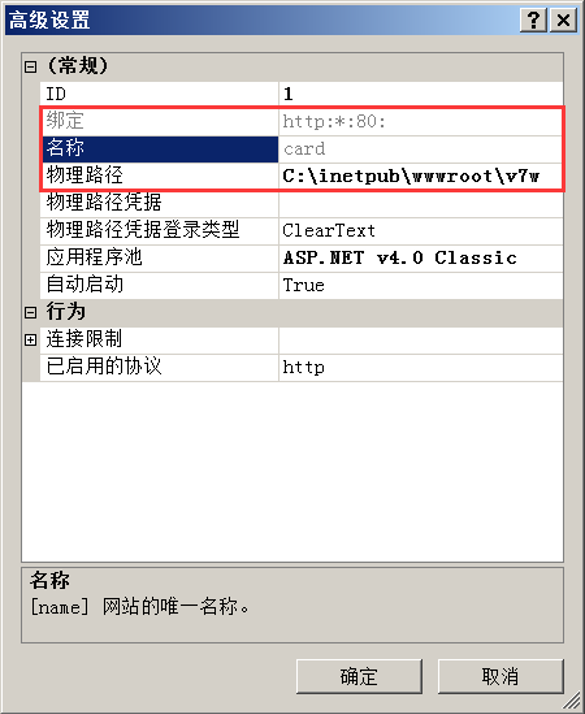 高级设置
(常规)
ID 1
绑定 http:*:80:
名称 card
物理路径 C:\inetpub\wwwroot\v7w
物理路径凭据
物理路径凭据登录类型 ClearText
应用程序池 ASP.NET v4.0 Classic
自动启动 True
行为
连接限制
已启用的协议 http
名称
[name] 网站的唯一名称。
确定 取消